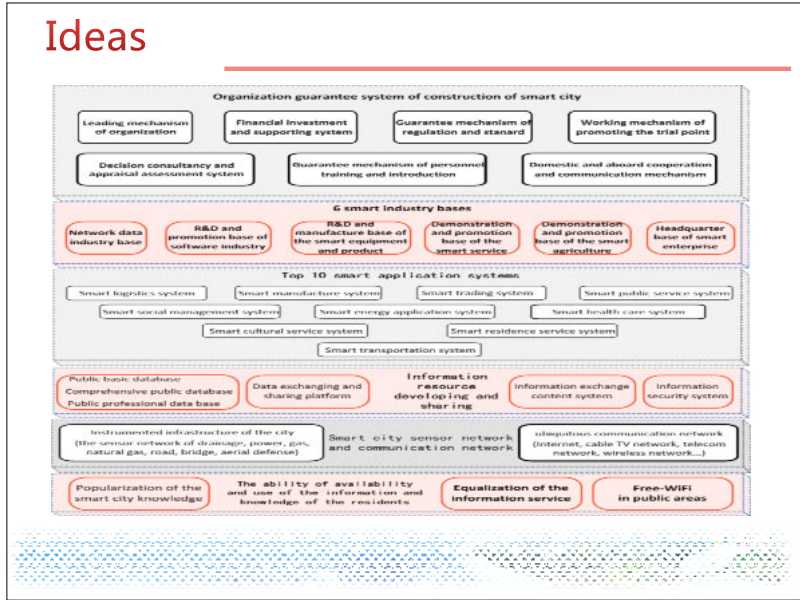 Ideas
Organization guarantee system of construction of smart city
Leading mechanism
of organization
Financial Investment
and supporting system
Guarantee mechanism of
regulation and stanard
Working mechanism of
promoting the trial point
Decision consultancy and
appraisal assessment system
Guarantee mechanism of personnel
training and introduction
Domestic and aboard cooperation
and communication mechanism
6 smart industry bases
Network data
industry base
R&D and
promotion base of
software industry
R&D and
manufacture base of
the smart equipment
and product
Demonstration
and promotion
base of the
smart service
Demonstration
and promotion
base of the smart
agriculture
Headquarter
base of smart
enterprise
Top 10 smart application systems
Smart logistics system
Smart manufacture system
Smart trading system
Smart public service system
Smart social management system
Smart energy application system
Smart health care system
Smart cultural service system
Smart residence service system
Smart transportation system
Public basic database
Comprehensive public database
Public professional data base
Data exchanging and
sharing platform
Information
resource
developing and
sharing
Information exchange
content system
Information
security system
Instrumented infrastructure of the city
(the sensor network of drainage, power, gas,
natural gas, road, bridge, aerial defense)
Smart city sensor network
and communication network
ubiquitous communication network
(Internet, cable TV network, telecom
network, wireless network...)
Popularization of the
smart city knowledge
The ability of availability
and use of the information and
knowledge of the residents
Equalization of the
information service
Free-WiFi
in public areas